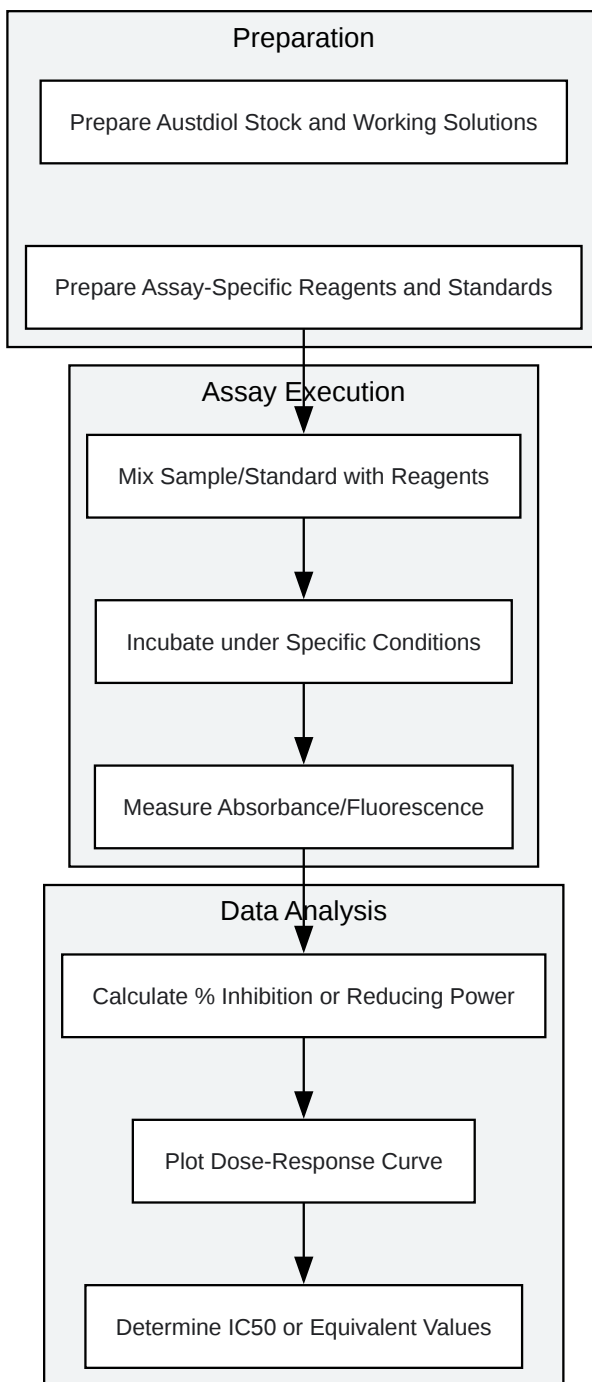 Preparation
Prepare Austdiol Stock and Working Solutions
Prepare Assay-Specific Reagents and Standards
Assay Execution
Mix Sample/Standard with Reagents
Incubate under Specific Conditions
Measure Absorbance/Fluorescence
Data Analysis
Calculate % Inhibition or Reducing Power
Plot Dose-Response Curve
Determine IC50 or Equivalent Values